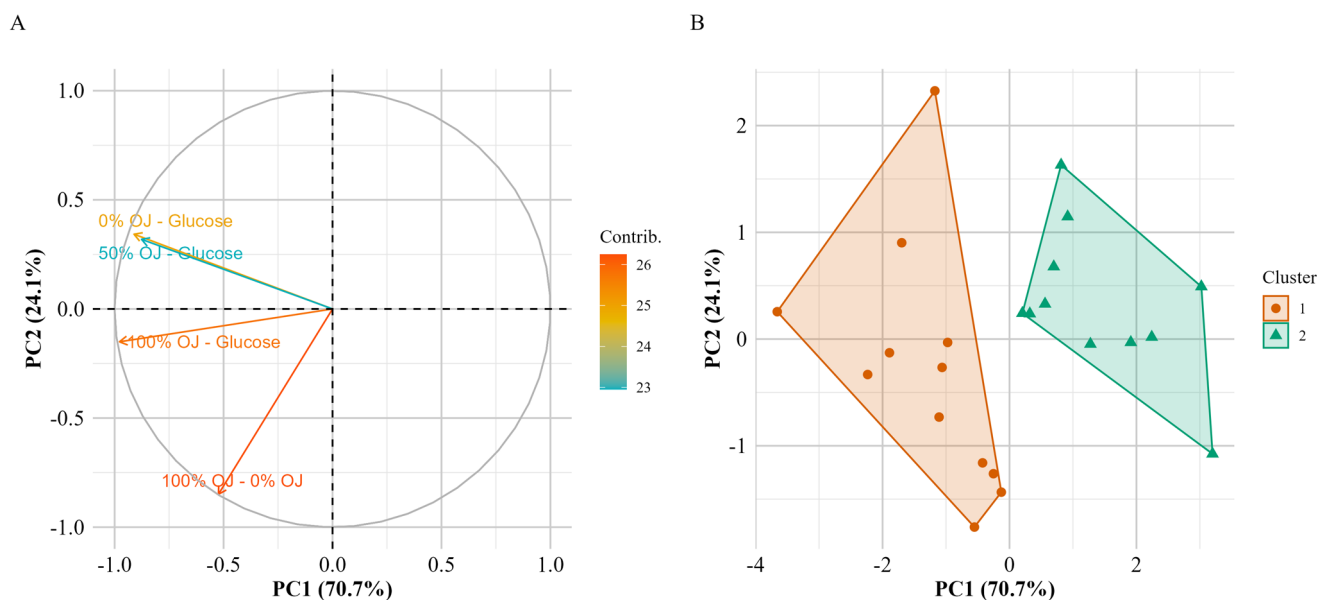 A
1.0
0.5
0.0
-0.5
-1.0
PC2 (24.1%)
0% OJ - Glucose
50% OJ - Glucose
100% OJ - Glucose
100% OJ - 0% OJ
-1.0 -0.5 0.0 0.5 1.0
PC1 (70.7%)
Contrib.
26
25
24
23
B
2
1
0
-1
PC2 (24.1%)
-4 -2 0 2
PC1 (70.7%)
Cluster
1
2